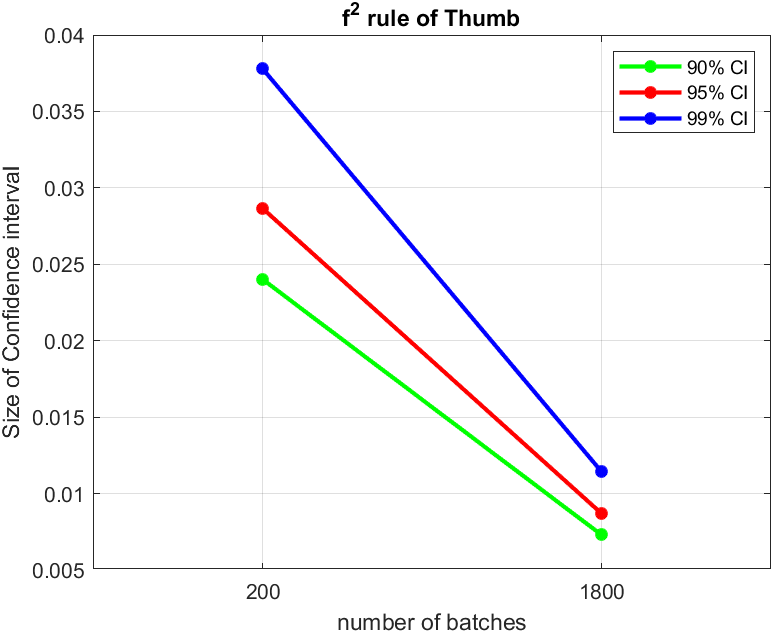 f² rule of Thumb
0.04
0.035
0.03
0.025
0.02
0.015
0.01
0.005
Size of Confidence interval
90% CI
95% CI
99% CI
200 1800
number of batches